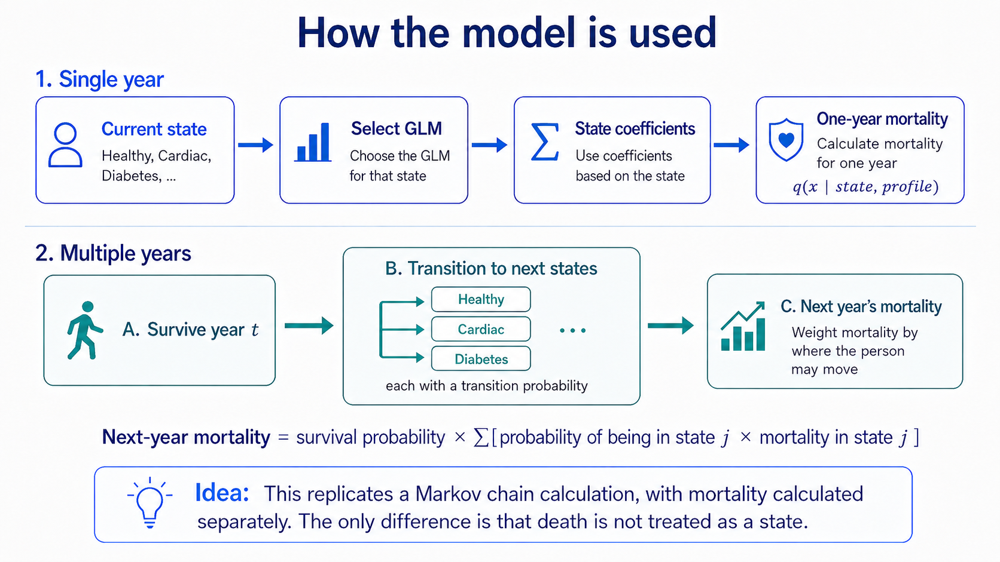 How the model is used
1. Single year
Current state
Healthy, Cardiac,
Diabetes, ...
Select GLM
Choose the GLM
for that state
∑
State coefficients
Use coefficients
based on the state
One-year mortality
Calculate mortality
for one year
q(x | state, profile)
2. Multiple years
A. Survive year t
B. Transition to next states
Healthy
Cardiac
Diabetes
...
each with a transition probability
C. Next year’s mortality
Weight mortality by
where the person
may move
Next-year mortality = survival probability × ∑[probability of being in state j × mortality in state j ]
Idea: This replicates a Markov chain calculation, with mortality calculated
separately. The only difference is that death is not treated as a state.